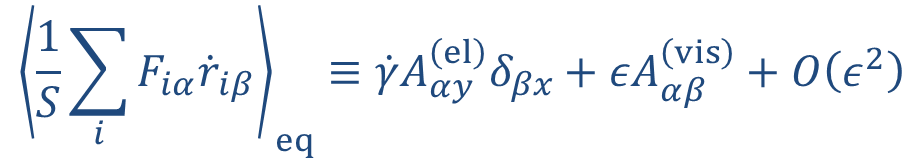 ⟨1/S ∑_i F_{iα} ṙ_{iβ}⟩_eq ≡ γ̇ A_{αy}^{(el)} δ_{βx} + ϵ A_{αβ}^{(vis)} + O(ϵ²)